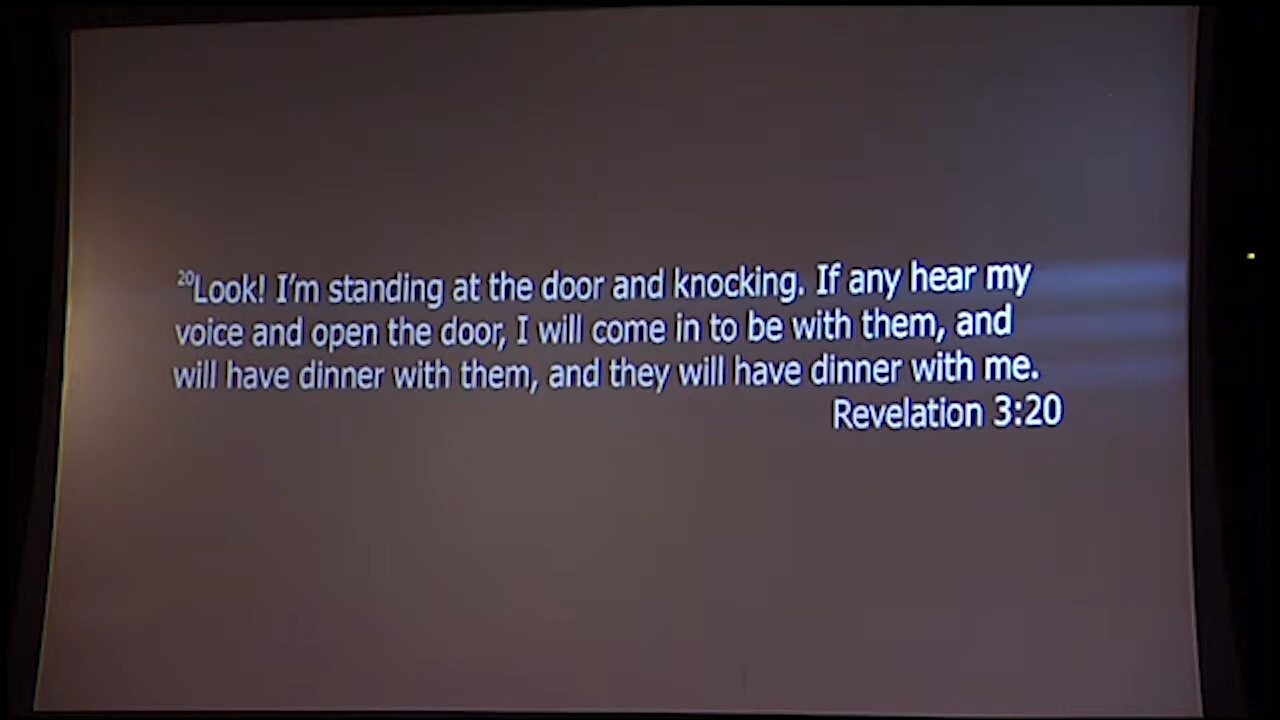 ²⁰Look! I'm standing at the door and knocking. If any hear my
voice and open the door, I will come in to be with them, and
will have dinner with them, and they will have dinner with me.
Revelation 3:20